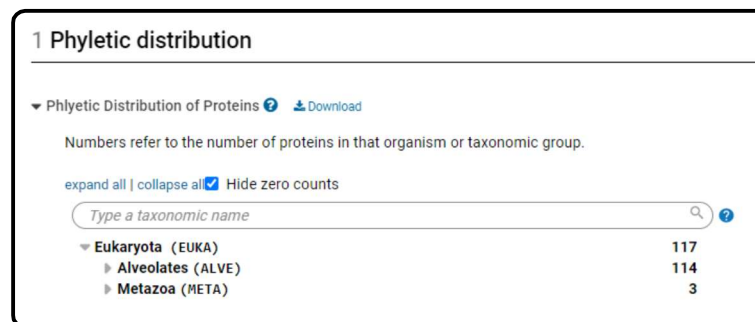 1 Phyletic distribution
Phlyetic Distribution of Proteins ? Download
Numbers refer to the number of proteins in that organism or taxonomic group.
expand all | collapse all Hide zero counts
Type a taxonomic name ?
Eukaryota (EUKA) 117
Alveolates (ALVE) 114
Metazoa (META) 3